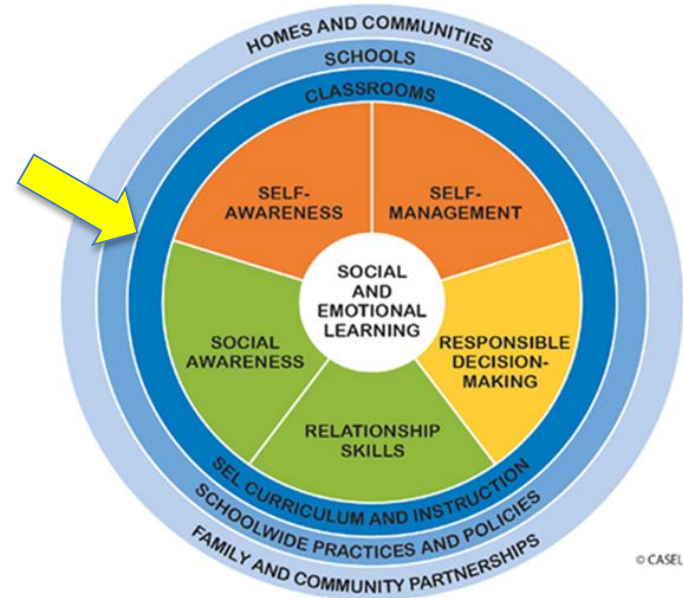 HOMES AND COMMUNITIES
SCHOOLS
CLASSROOMS
SELF-
AWARENESS
SELF-
MANAGEMENT
SOCIAL
AND
EMOTIONAL
LEARNING
SOCIAL
AWARENESS
RESPONSIBLE
DECISION-
MAKING
RELATIONSHIP
SKILLS
SEL CURRICULUM AND INSTRUCTION
SCHOOLWIDE PRACTICES AND POLICIES
FAMILY AND COMMUNITY PARTNERSHIPS
© CASEL